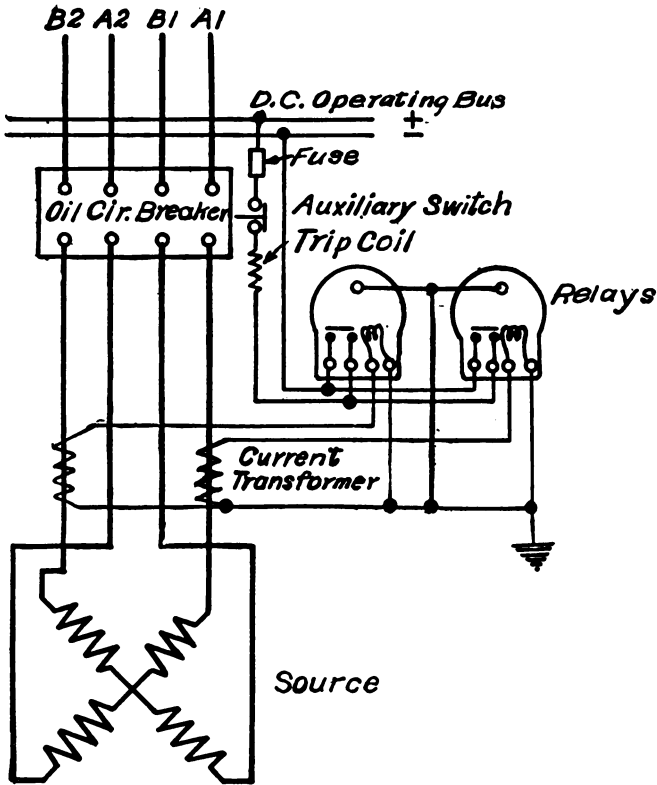 B2 A2 B1 A1
D.C. Operating Bus
+
−
Fuse
Oil Cir. Breaker
Auxiliary Switch
Trip Coil
Relays
Current
Transformer
Source